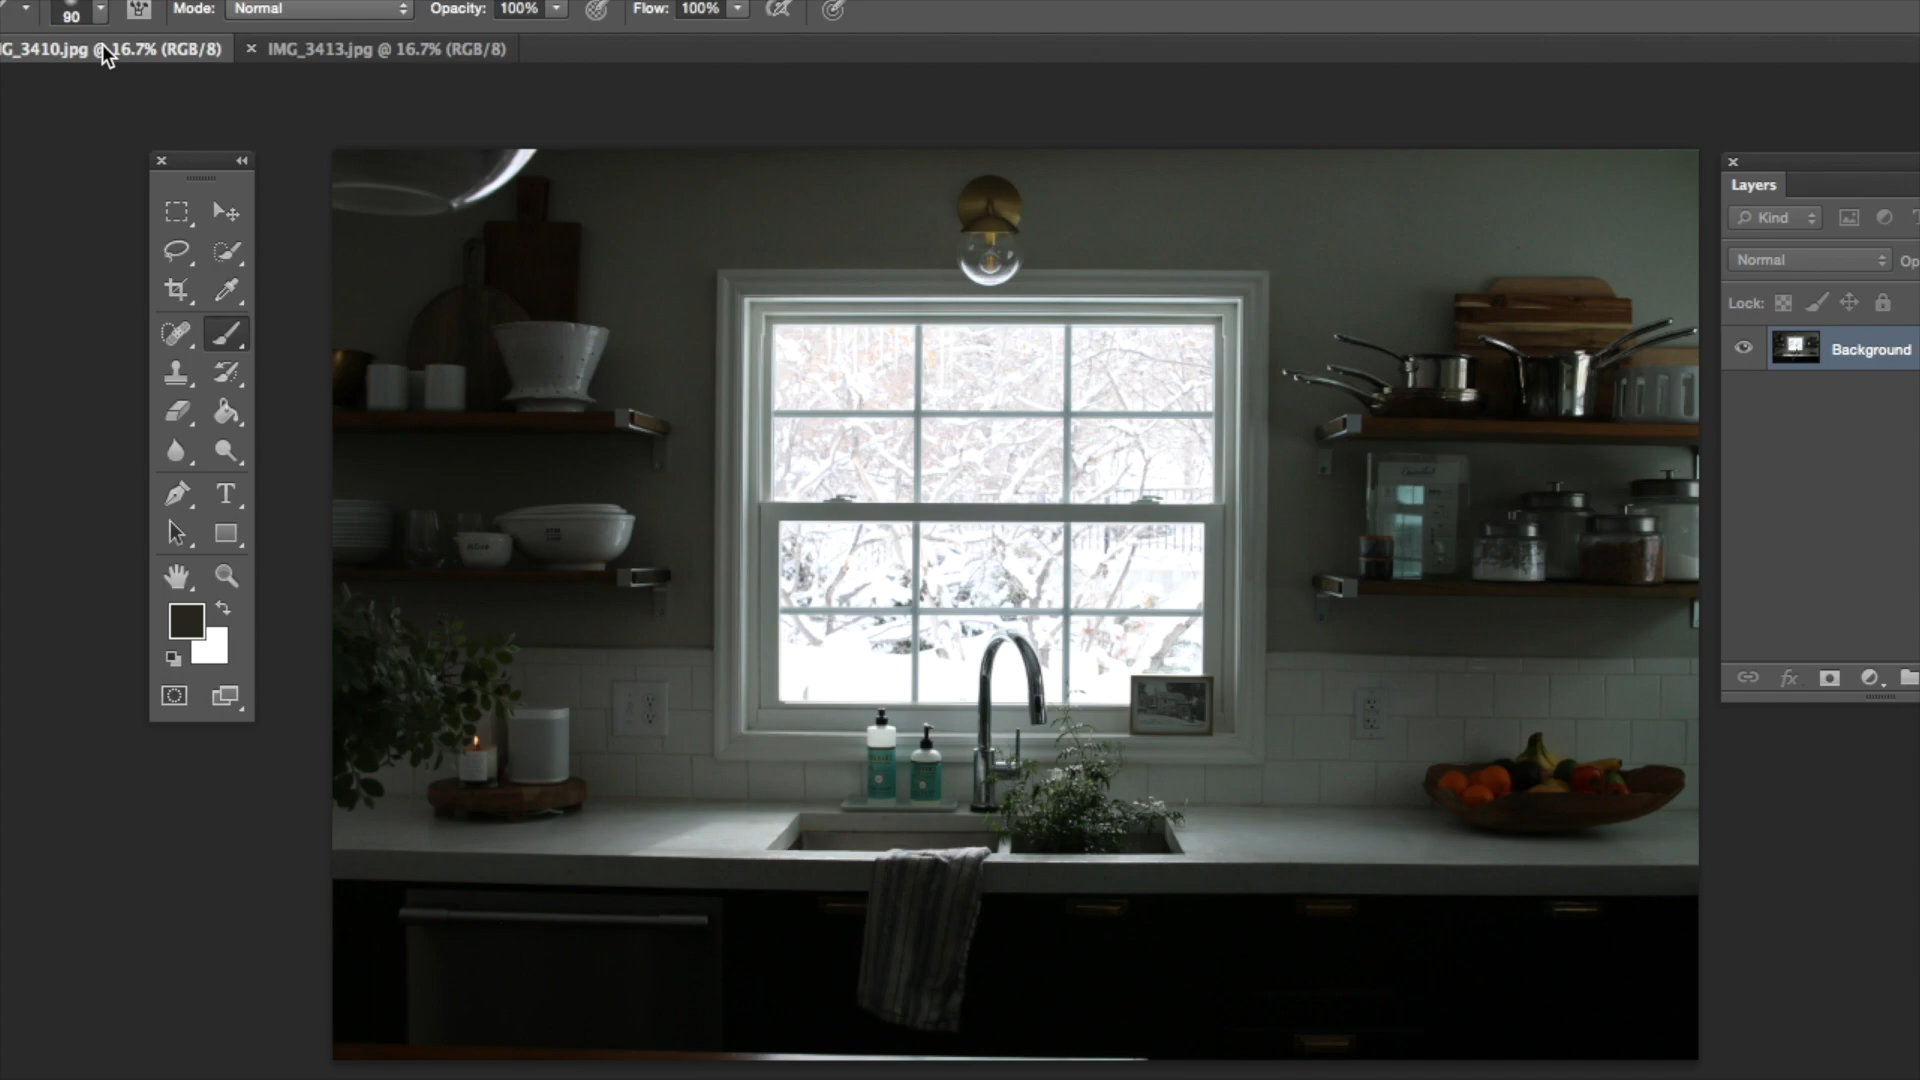 90 Mode: Normal Opacity: 100% Flow: 100%
G_3410.jpg @ 16.7% (RGB/8) × IMG_3413.jpg @ 16.7% (RGB/8)
Layers
Kind
Normal Op
Lock:
Background
T
fx